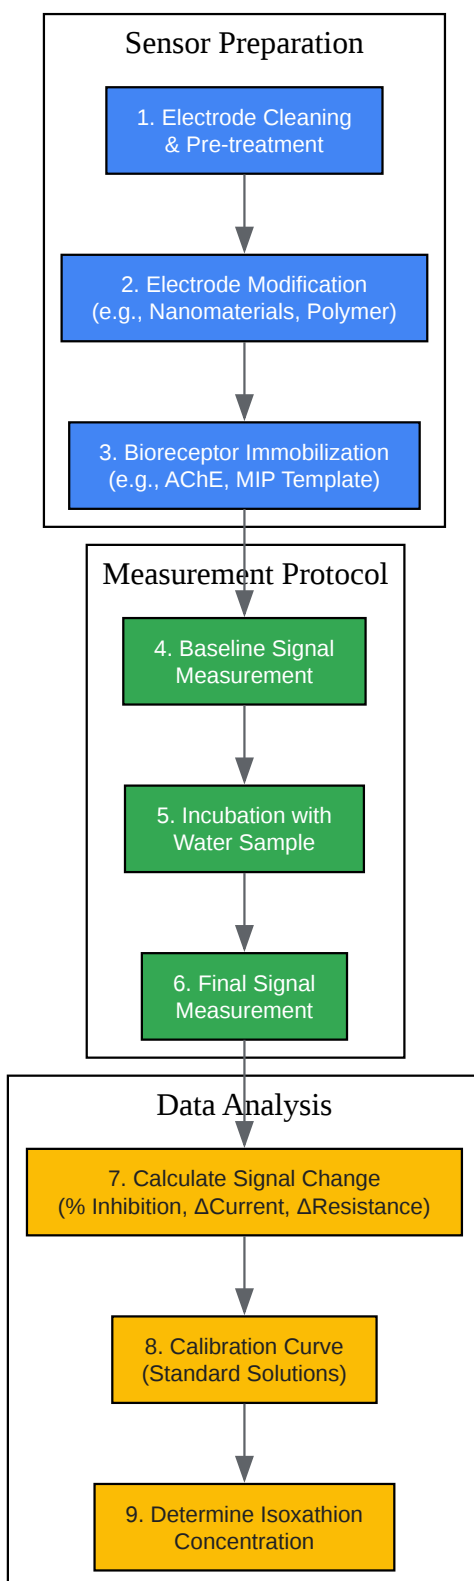 Sensor Preparation
1. Electrode Cleaning
& Pre-treatment
2. Electrode Modification
(e.g., Nanomaterials, Polymer)
3. Bioreceptor Immobilization
(e.g., AChE, MIP Template)
Measurement Protocol
4. Baseline Signal
Measurement
5. Incubation with
Water Sample
6. Final Signal
Measurement
Data Analysis
7. Calculate Signal Change
(% Inhibition, ΔCurrent, ΔResistance)
8. Calibration Curve
(Standard Solutions)
9. Determine Isoxathion
Concentration